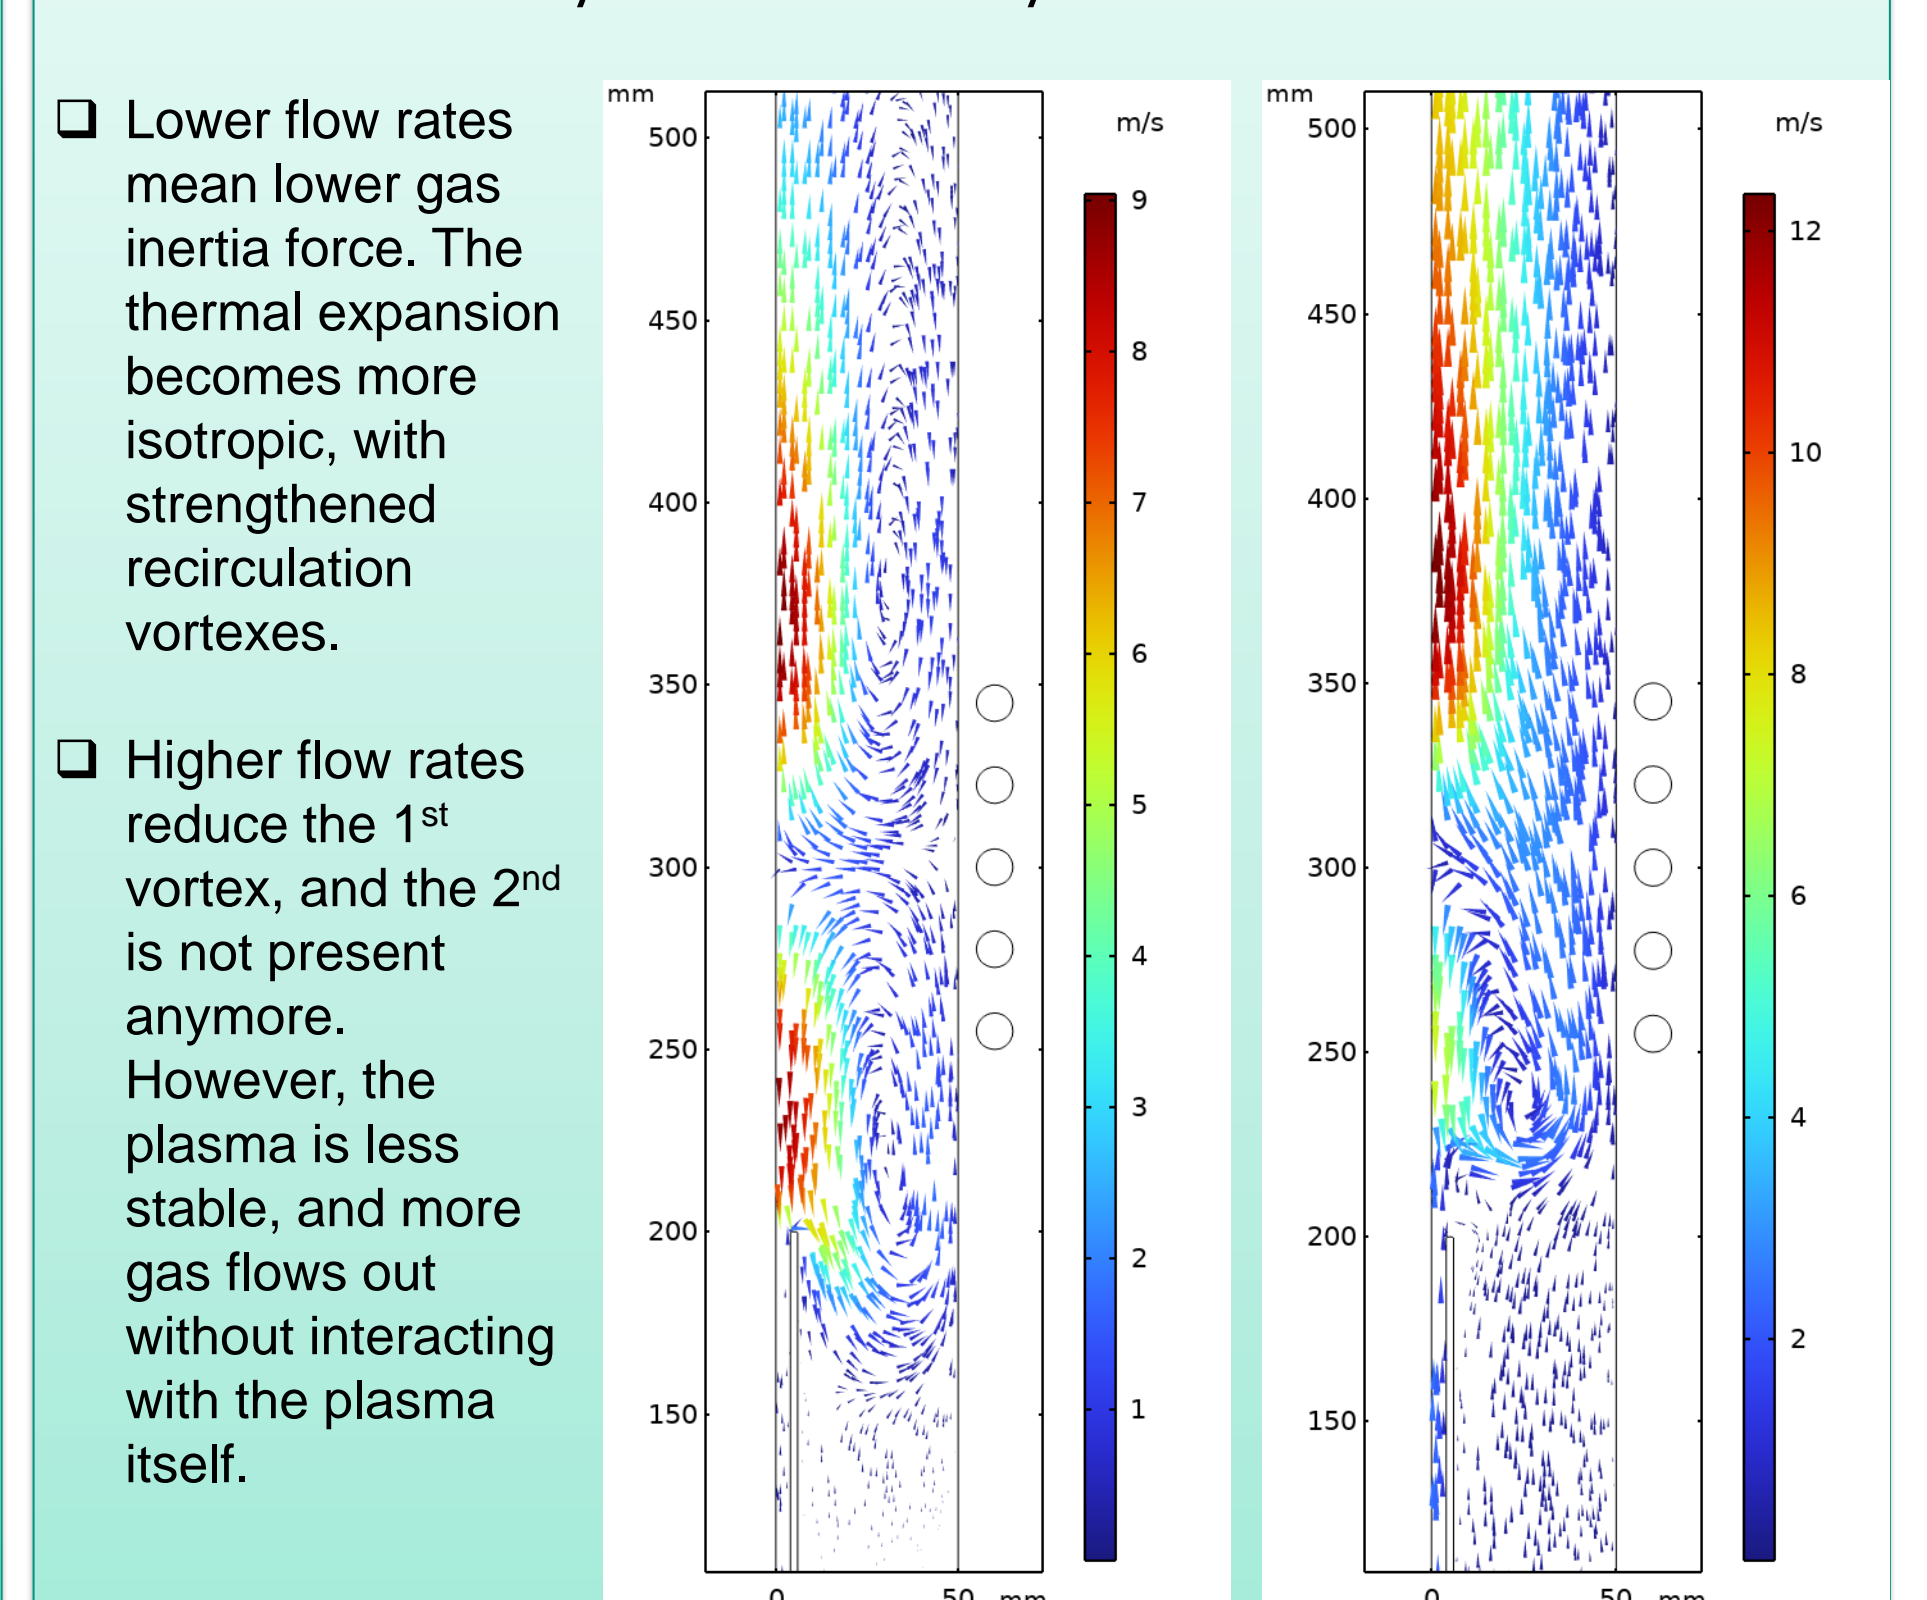 ❑ Lower flow rates
mean lower gas
inertia force. The
thermal expansion
becomes more
isotropic, with
strengthened
recirculation
vortexes.
❑ Higher flow rates
reduce the 1st
vortex, and the 2nd
is not present
anymore.
However, the
plasma is less
stable, and more
gas flows out
without interacting
with the plasma
itself.
mm
500
450
400
350
300
250
200
150
0 50 mm
m/s
9
8
7
6
5
4
3
2
1
mm
500
450
400
350
300
250
200
150
0 50 mm
m/s
12
10
8
6
4
2